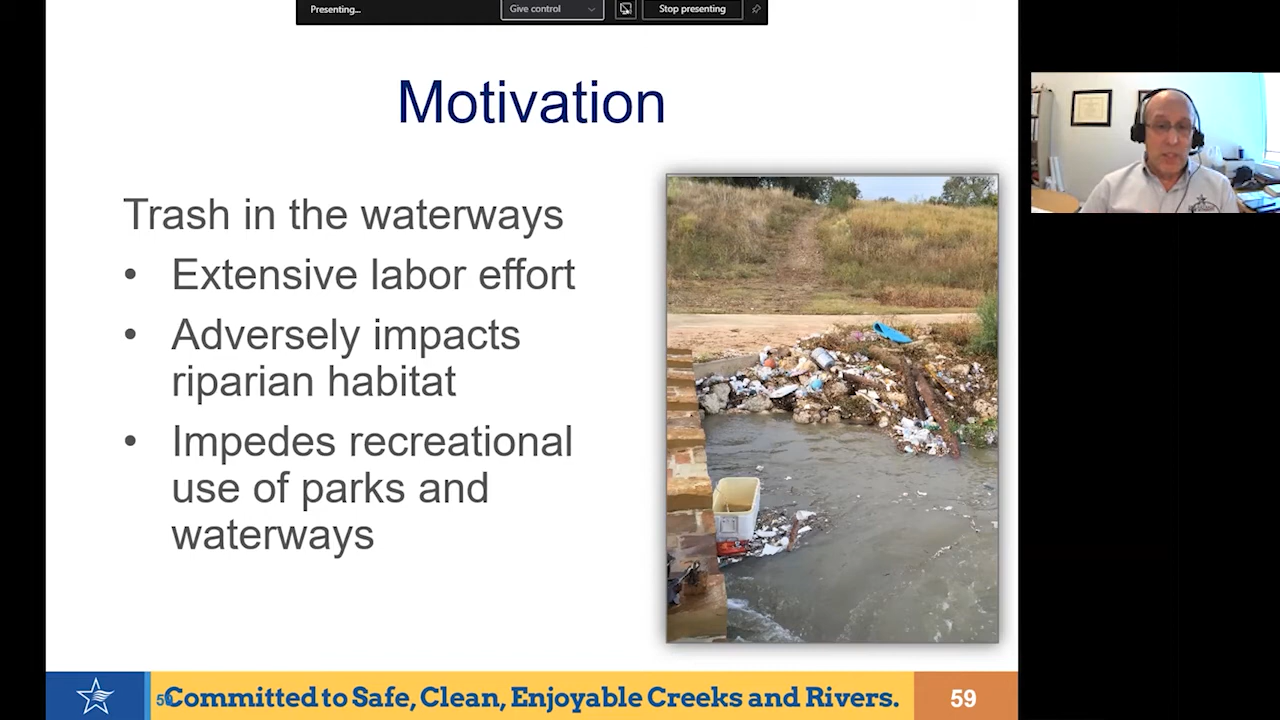 Presenting...
Give control
Stop presenting
Motivation
Trash in the waterways
• Extensive labor effort
• Adversely impacts
riparian habitat
• Impedes recreational
use of parks and
waterways
Committed to Safe, Clean, Enjoyable Creeks and Rivers.
59